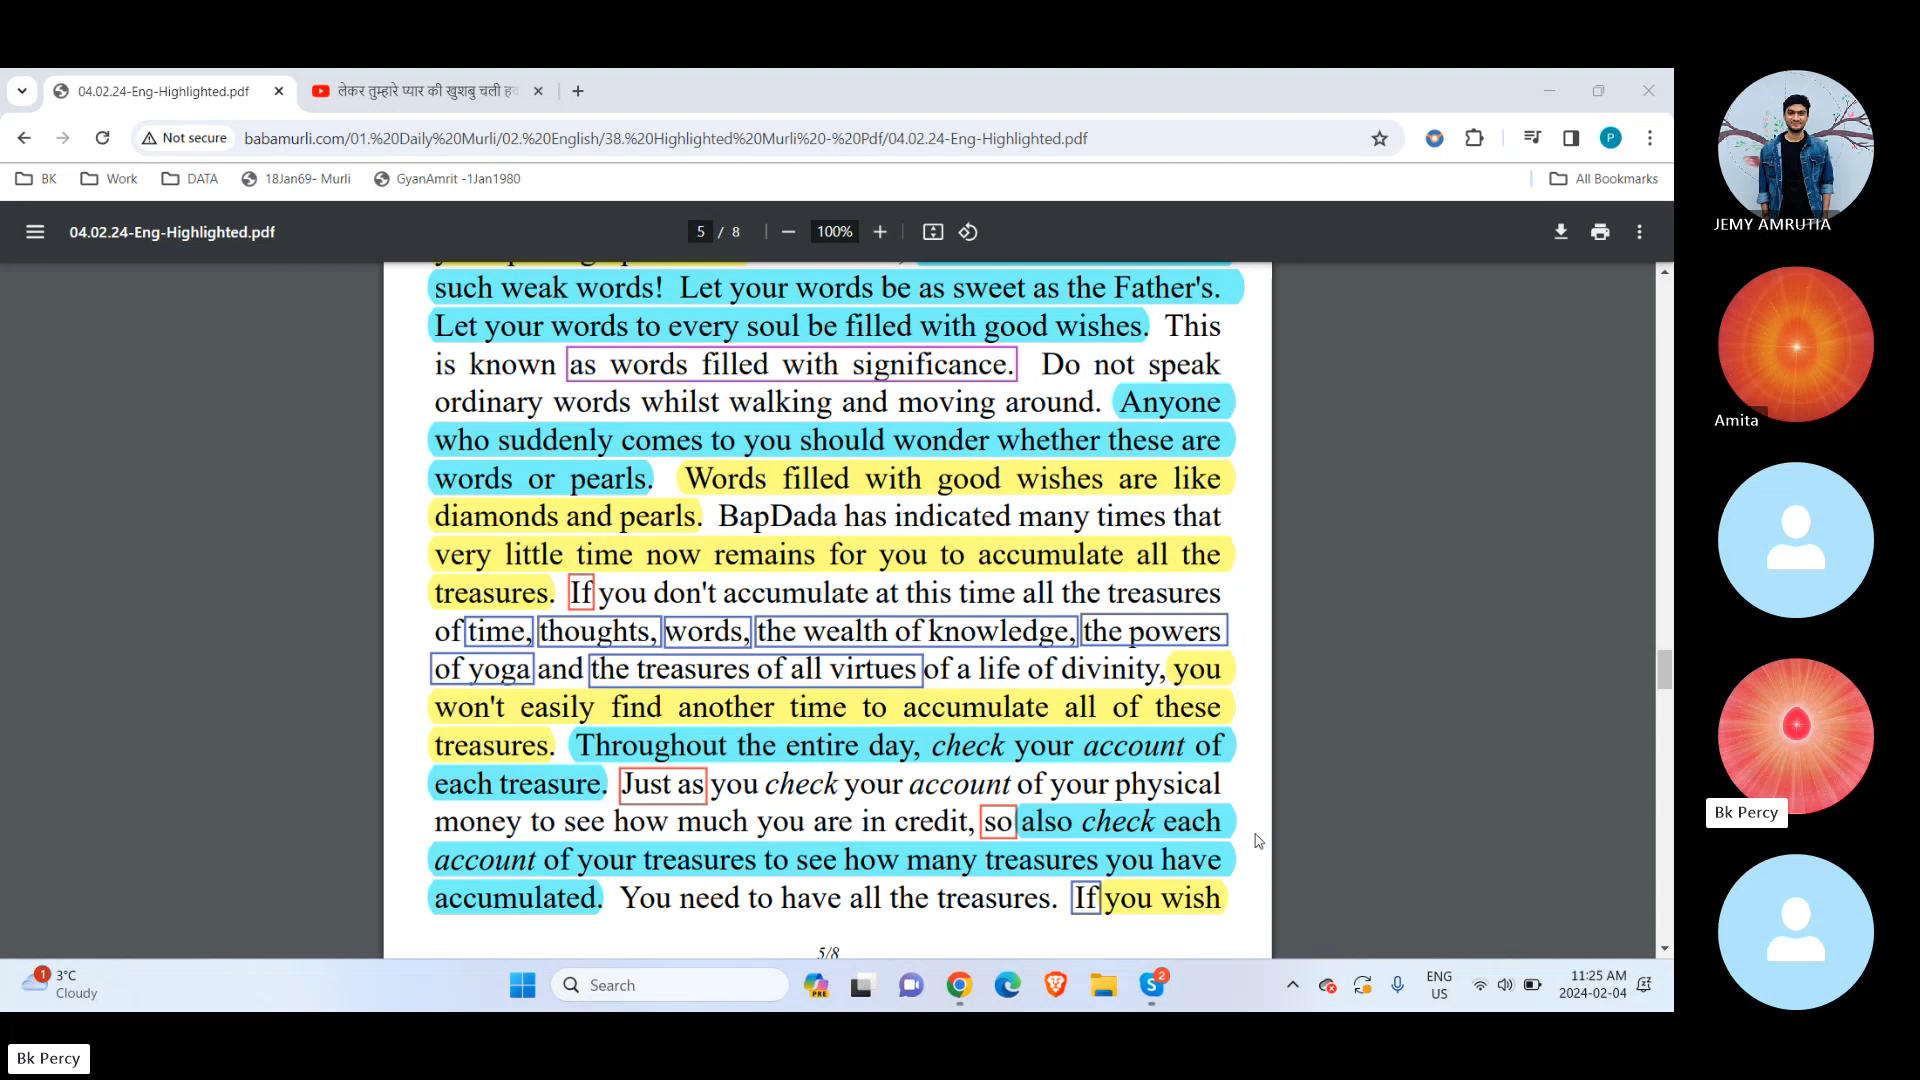 04.02.24-Eng-Highlighted.pdf
लेकर तुम्हारे प्यार की खुशबु चली
Not secure
babamurli.com/01.%20Daily%20Murli/02.%20English/38.%20Highlighted%20Murli%20-%20Pdf/04.02.24-Eng-Highlighted.pdf
P
BK
Work
DATA
18Jan69- Murli
GyanAmrit -1Jan1980
All Bookmarks
04.02.24-Eng-Highlighted.pdf
5 / 8
100%
such weak words! Let your words be as sweet as the Father's.
Let your words to every soul be filled with good wishes. This
is known as words filled with significance. Do not speak
ordinary words whilst walking and moving around. Anyone
who suddenly comes to you should wonder whether these are
words or pearls. Words filled with good wishes are like
diamonds and pearls. BapDada has indicated many times that
very little time now remains for you to accumulate all the
treasures. If you don't accumulate at this time all the treasures
of time, thoughts, words, the wealth of knowledge, the powers
of yoga and the treasures of all virtues of a life of divinity, you
won't easily find another time to accumulate all of these
treasures. Throughout the entire day, check your account of
each treasure. Just as you check your account of your physical
money to see how much you are in credit, so also check each
account of your treasures to see how many treasures you have
accumulated. You need to have all the treasures. If you wish
5/8
1
3°C
Cloudy
Search
PRE
2
ENG
US
11:25 AM
2024-02-04
JEMY AMRUTIA
Amita
Bk Percy
Bk Percy